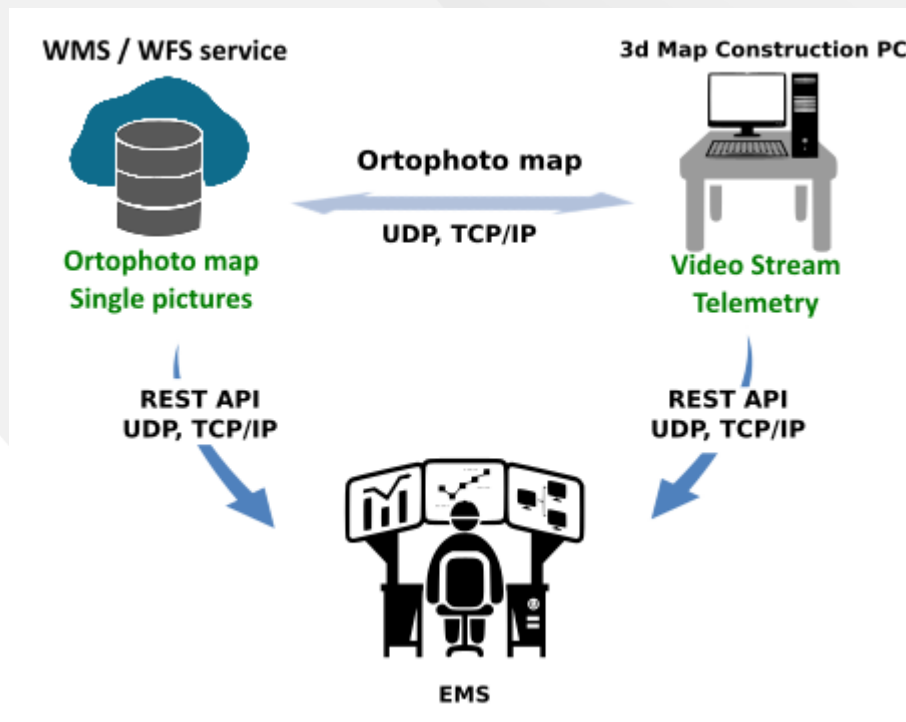 WMS / WFS service
3d Map Construction PC
Ortophoto map
UDP, TCP/IP
Ortophoto map
Single pictures
Video Stream
Telemetry
REST API
UDP, TCP/IP
REST API
UDP, TCP/IP
EMS